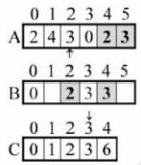 0 1 2 3 4 5
A 2 4 3 0 2 3
0 1 2 3 4 5
B 0 2 3 3
0 1 2 3 4
C 0 1 2 3 6